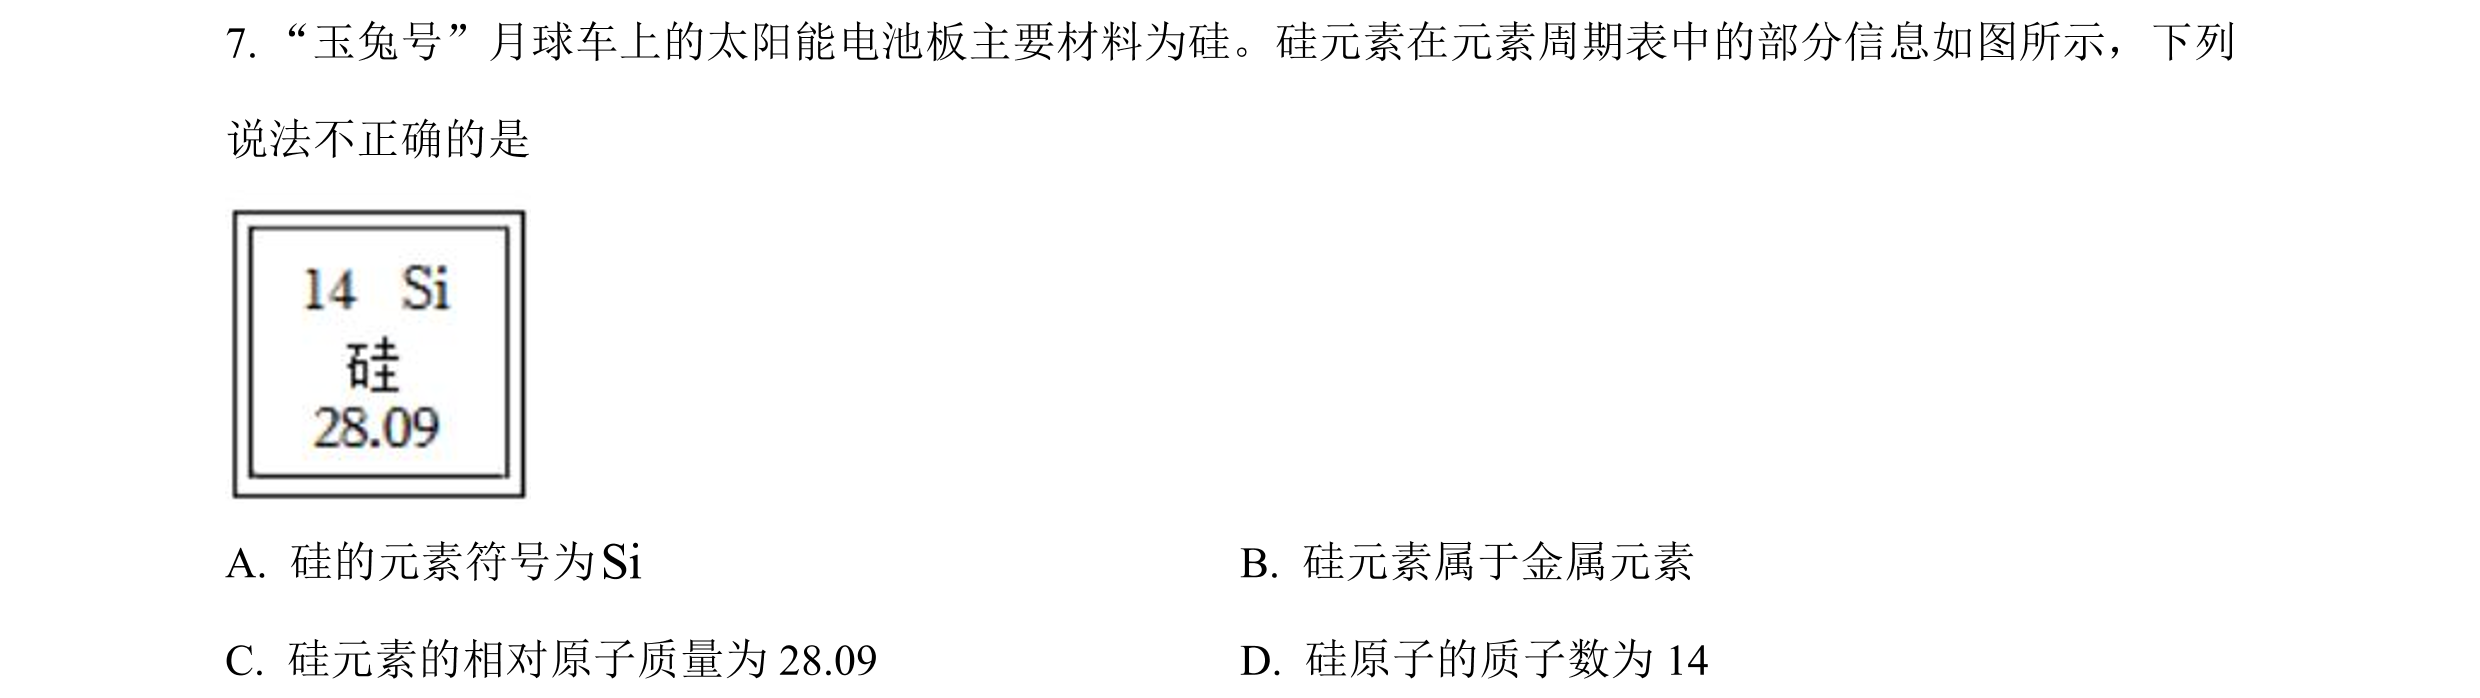 7. “玉兔号”月球车上的太阳能电池板主要材料为硅。硅元素在元素周期表中的部分信息如图所示，下列
说法不正确的是
14 Si
硅
28.09
A. 硅的元素符号为Si B. 硅元素属于金属元素
C. 硅元素的相对原子质量为 28.09 D. 硅原子的质子数为 14